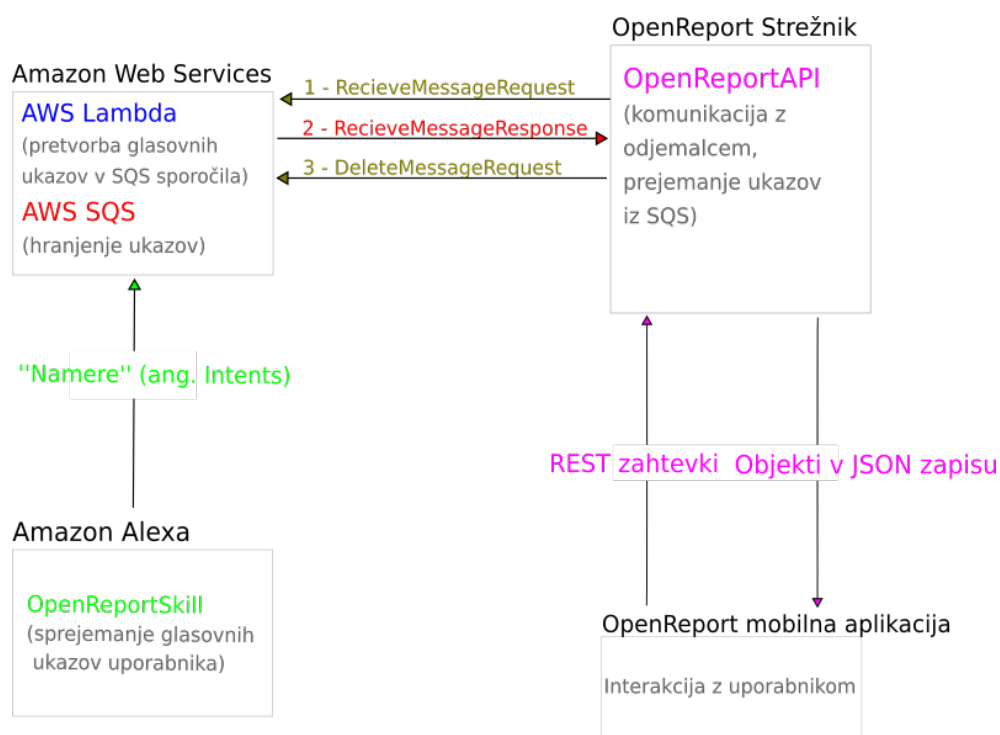 OpenReport Strežnik
Amazon Web Services
OpenReportAPI
(komunikacija z
odjemalcem,
prejemanje ukazov
iz SQS)
1 - RecieveMessageRequest
2 - RecieveMessageResponse
3 - DeleteMessageRequest
AWS Lambda
(pretvorba glasovnih
ukazov v SQS sporočila)
AWS SQS
(hranjenje ukazov)
''Namere'' (ang. Intents)
REST zahtevki
Objekti v JSON zapisu
Amazon Alexa
OpenReportSkill
(sprejemanje glasovnih
ukazov uporabnika)
OpenReport mobilna aplikacija
Interakcija z uporabnikom